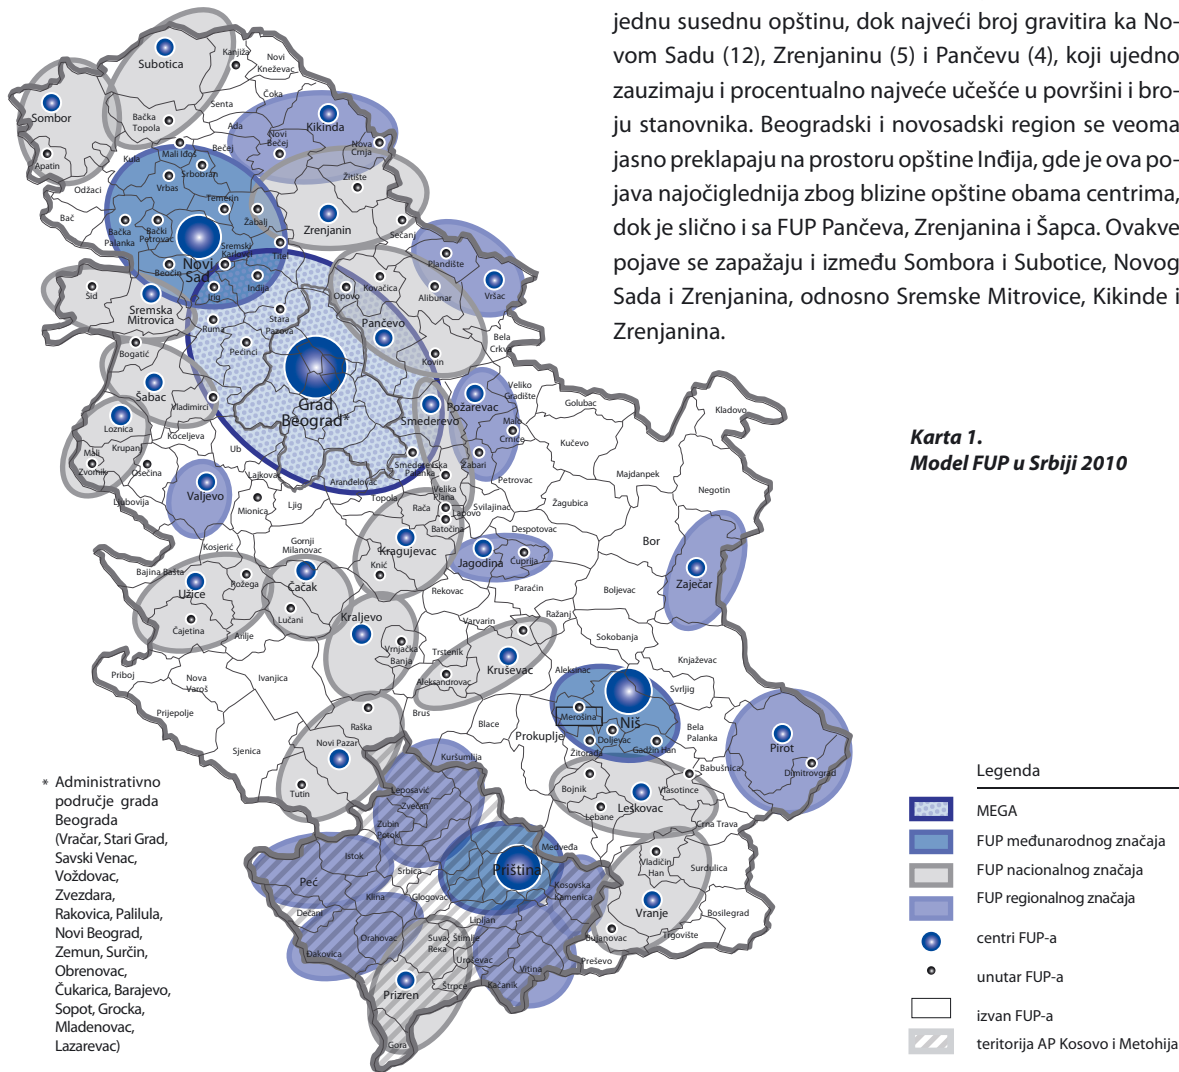 jednu susednu opštinu, dok najveći broj gravitira ka No-
vom Sadu (12), Zrenjaninu (5) i Pančevu (4), koji ujedno
zauzimaju i procentualno najveće učešće u površini i bro-
ju stanovnika. Beogradski i novosadski region se veoma
jasno preklapaju na prostoru opštine Inđija, gde je ova po-
java najočiglednija zbog blizine opštine obama centrima,
dok je slično i sa FUP Pančeva, Zrenjanina i Šapca. Ovakve
pojave se zapažaju i između Sombora i Subotice, Novog
Sada i Zrenjanina, odnosno Sremske Mitrovice, Kikinde i
Zrenjanina.
Karta 1.
Model FUP u Srbiji 2010
Subotica
Kanjiža
Novi
Kneževac
Sombor
Bačka
Topola
Senta
Čoka
Kikinda
Apatin
Mali Iđoš
Ada
Bečej
Novi
Bečej
Nova
Crnja
Kula
Srbobran
Odžaci
Vrbas
Žitište
Bač
Temerin
Žabalj
Zrenjanin
Bačka
Palanka
Bački
Petrovac
Sečanj
Novi
Sad
Sremski
Karlovci
Titel
Beočin
Plandište
Šid
Irig
Inđija
Opovo
Kovačica
Alibunar
Vršac
Sremska
Mitrovica
Ruma
Stara
Pazova
Pančevo
Bela
Crkva
Bogatić
Pećinci
Kovin
Šabac
Vladimirci
Grad
Beograd*
Smederevo
Požarevac
Veliko
Gradište
Golubac
Kladovo
Loznica
Koceljeva
Malo
Crniće
Kučevo
Mali
Zvornik
Krupanj
Osečina
Ub
Smederevska
Palanka
Žabari
Majdanpek
Ljubovija
Valjevo
Lajkovac
Aranđelovac
Velika
Plana
Petrovac
Negotin
Mionica
Ljig
Topola
Rača
Lapovo
Svilajnac
Žagubica
Batočina
Despotovac
Kosjerić
Gornji
Milanovac
Kragujevac
Jagodina
Ćuprija
Bor
Bajina Bašta
Požega
Čačak
Knić
Zaječar
Užice
Rekovac
Paraćin
Boljevac
Lučani
Čajetina
Arilje
Kraljevo
Varvarin
Ražanj
Vrnjačka
Banja
Trstenik
Sokobanja
Kruševac
Aleksinac
Knjaževac
Priboj
Nova
Varoš
Ivanjica
Aleksandrovac
Svrljig
Prijepolje
Raška
Brus
Blace
Merošina
Niš
Bela
Palanka
Pirot
Sjenica
Novi Pazar
Prokuplje
Doljevac
Gadžin Han
Žitorađa
Babušnica
Dimitrovgrad
Kuršumlija
Tutin
Leposavić
Bojnik
Vlasotince
Zvečan
Leskovac
Lebane
Zubin
Potok
Crna Trava
Medveđa
Istok
Srbica
Priština
Vladičin
Han
Surdulica
Peć
Klina
Glogovac
Kosovska
Kamenica
Vranje
Dečani
Lipljan
Bosilegrad
Orahovac
Suva
Reka
Štimlje
Bujanovac
Trgovište
Đakovica
Uroševac
Vitina
Preševo
Prizren
Štrpce
Kačanik
Gora
* Administrativno
područje grada
Beograda
(Vračar, Stari Grad,
Savski Venac,
Voždovac,
Zvezdara,
Rakovica, Palilula,
Novi Beograd,
Zemun, Surčin,
Obrenovac,
Čukarica, Barajevo,
Sopot, Grocka,
Mladenovac,
Lazarevac)
Legenda
MEGA
FUP međunarodnog značaja
FUP nacionalnog značaja
FUP regionalnog značaja
centri FUP-a
unutar FUP-a
izvan FUP-a
teritorija AP Kosovo i Metohija